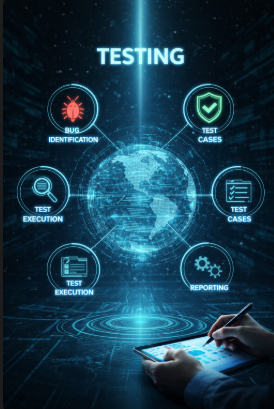 TESTING
BUG
IDENTIFICATION
TEST
CASES
TEST
EXECUTION
TEST
CASES
TEST
EXECUTION
REPORTING